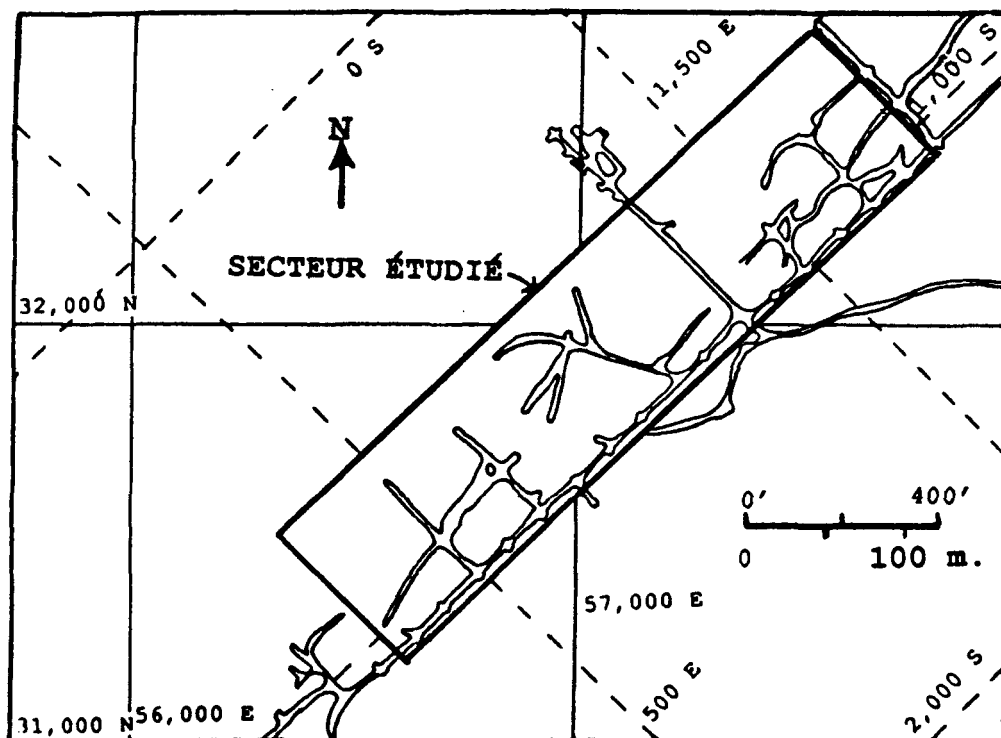 0 S
1,500 E
1,000 S
N
SECTEUR ÉTUDIÉ
32,000 N
0' 400'
0 100 m.
57,000 E
31,000 N
56,000 E
500 E
2,000 S